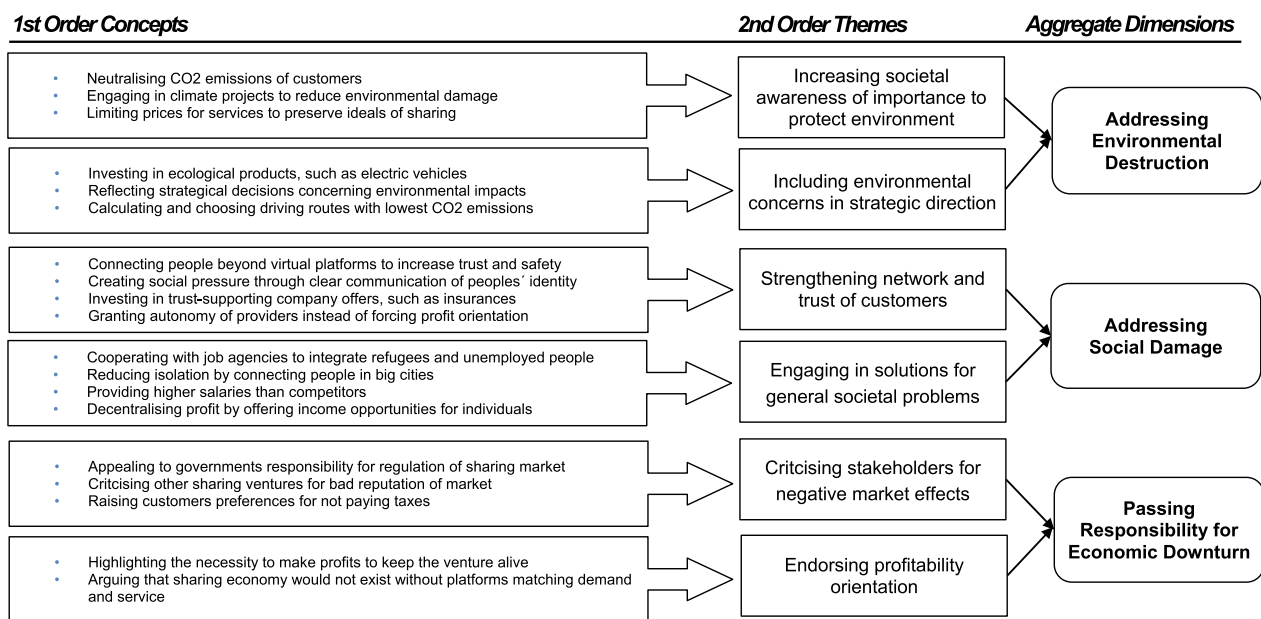 1st Order Concepts
2nd Order Themes
Aggregate Dimensions
• Neutralising CO2 emissions of customers
• Engaging in climate projects to reduce environmental damage
• Limiting prices for services to preserve ideals of sharing
Increasing societal
awareness of importance to
protect environment
• Investing in ecological products, such as electric vehicles
• Reflecting strategical decisions concerning environmental impacts
• Calculating and choosing driving routes with lowest CO2 emissions
Including environmental
concerns in strategic direction
Addressing
Environmental
Destruction
• Connecting people beyond virtual platforms to increase trust and safety
• Creating social pressure through clear communication of peoples´ identity
• Investing in trust-supporting company offers, such as insurances
• Granting autonomy of providers instead of forcing profit orientation
Strengthening network and
trust of customers
• Cooperating with job agencies to integrate refugees and unemployed people
• Reducing isolation by connecting people in big cities
• Providing higher salaries than competitors
• Decentralising profit by offering income opportunities for individuals
Engaging in solutions for
general societal problems
Addressing
Social Damage
• Appealing to governments responsibility for regulation of sharing market
• Critcising other sharing ventures for bad reputation of market
• Raising customers preferences for not paying taxes
Critcising stakeholders for
negative market effects
• Highlighting the necessity to make profits to keep the venture alive
• Arguing that sharing economy would not exist without platforms matching demand
and service
Endorsing profitability
orientation
Passing
Responsibility for
Economic Downturn